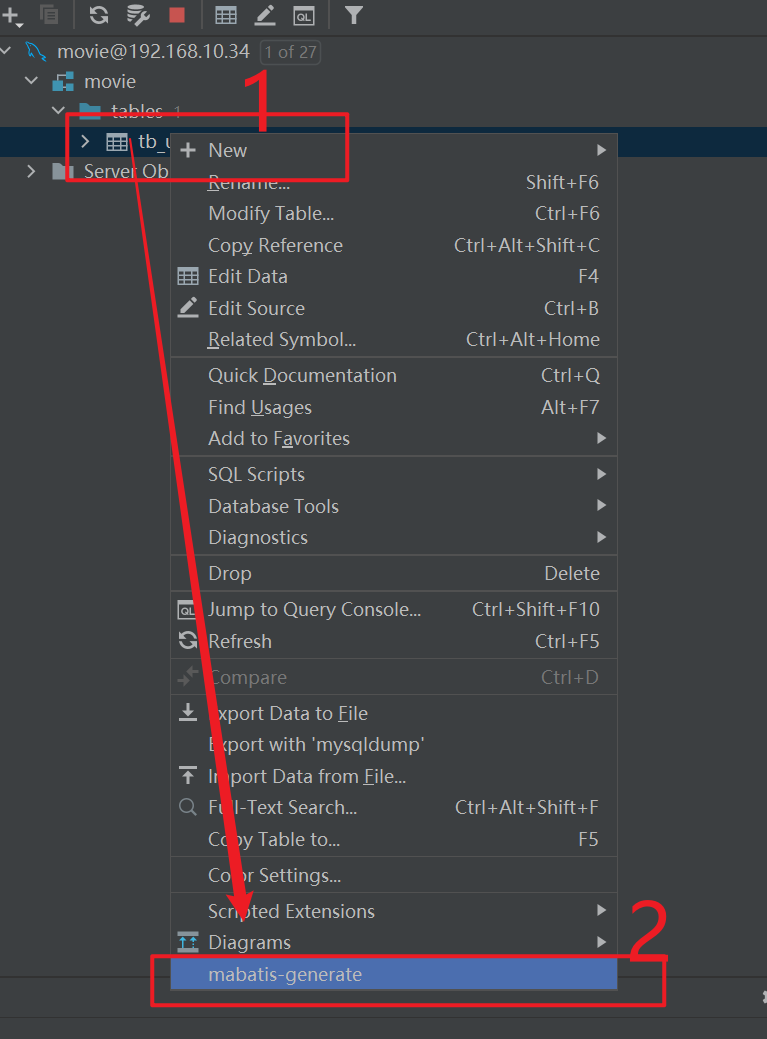 movie@192.168.10.34 1 of 27
movie
tables 1
tb_u
Server Ob
1
New
Rename... Shift+F6
Modify Table... Ctrl+F6
Copy Reference Ctrl+Alt+Shift+C
Edit Data F4
Edit Source Ctrl+B
Related Symbol... Ctrl+Alt+Home
Quick Documentation Ctrl+Q
Find Usages Alt+F7
Add to Favorites
SQL Scripts
Database Tools
Diagnostics
Drop Delete
Jump to Query Console... Ctrl+Shift+F10
Refresh Ctrl+F5
Compare Ctrl+D
Export Data to File
Export with 'mysqldump'
Import Data from File...
Full-Text Search... Ctrl+Alt+Shift+F
Copy Table to... F5
Color Settings...
Scripted Extensions
Diagrams
2
mabatis-generate